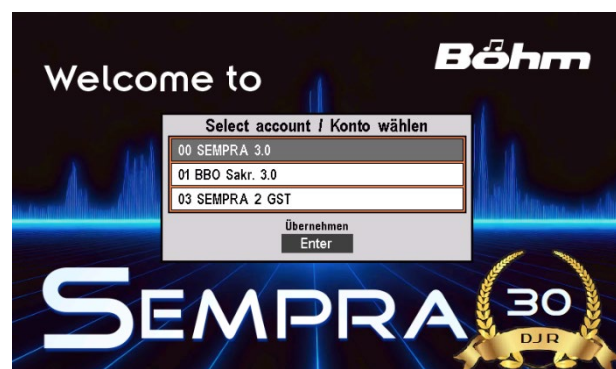 Böhm
Welcome to
Select account / Konto wählen
00 SEMPRA 3.0
01 BBO Sakr. 3.0
03 SEMPRA 2 GST
Übernehmen
Enter
SEMPRA
30
DJR